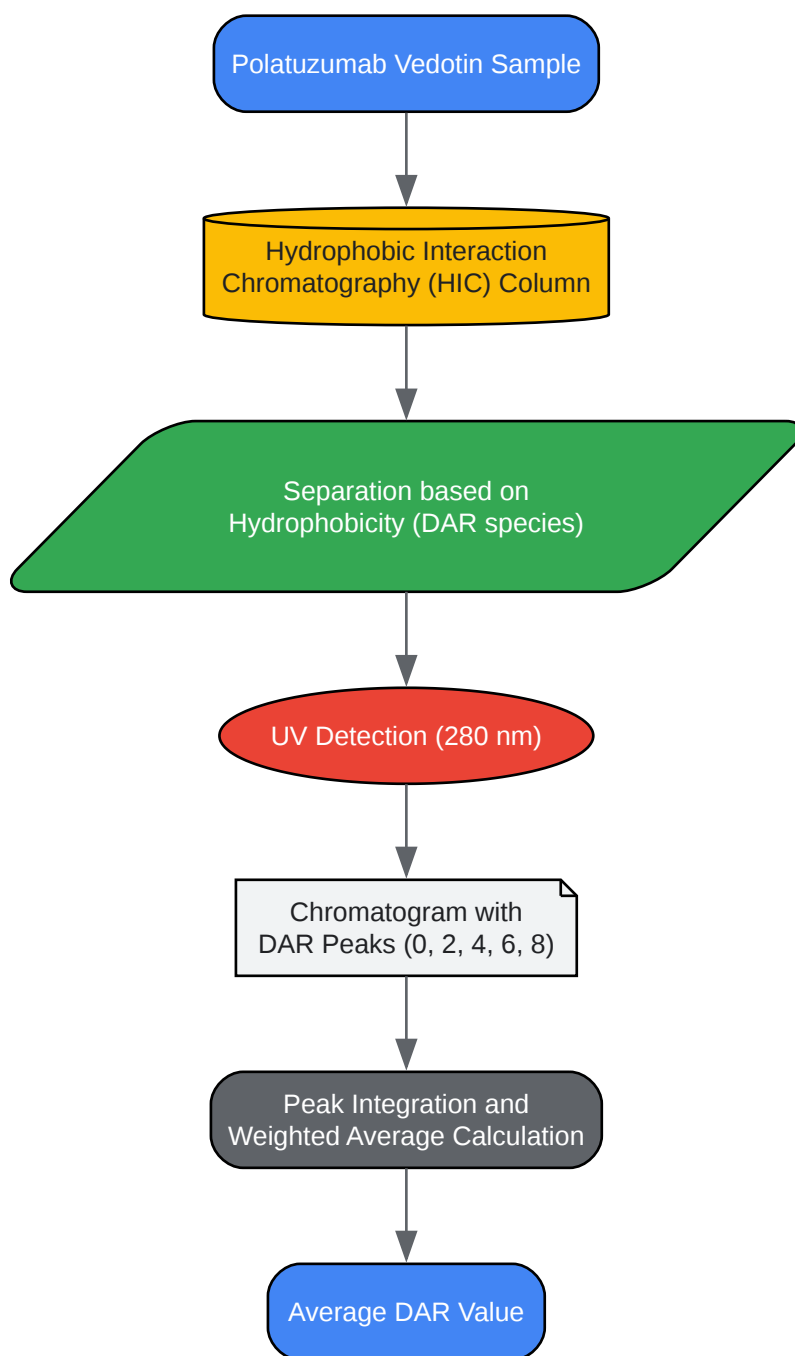 Polatuzumab Vedotin Sample
Hydrophobic Interaction
Chromatography (HIC) Column
Separation based on
Hydrophobicity (DAR species)
UV Detection (280 nm)
Chromatogram with
DAR Peaks (0, 2, 4, 6, 8)
Peak Integration and
Weighted Average Calculation
Average DAR Value